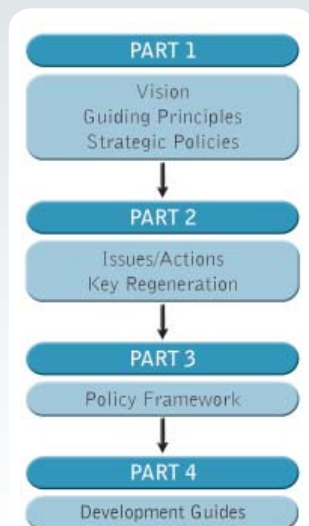 PART 1
Vision
Guiding Principles
Strategic Policies
PART 2
Issues/Actions
Key Regeneration
PART 3
Policy Framework
PART 4
Development Guides